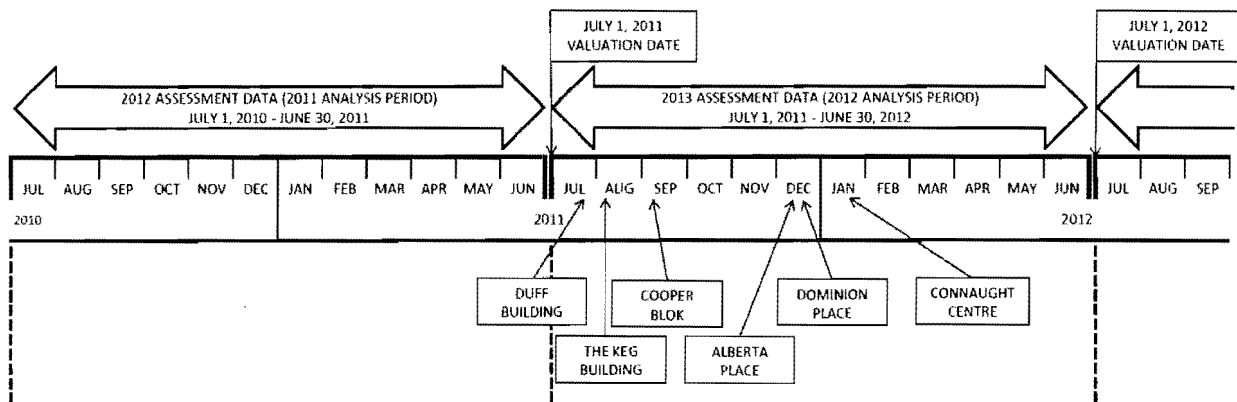 JULY 1, 2011
VALUATION DATE
JULY 1, 2012
VALUATION DATE
2012 ASSESSMENT DATA (2011 ANALYSIS PERIOD)
JULY 1, 2010 - JUNE 30, 2011
2013 ASSESSMENT DATA (2012 ANALYSIS PERIOD)
JULY 1, 2011 - JUNE 30, 2012
JUL AUG SEP OCT NOV DEC JAN FEB MAR APR MAY JUN JUL AUG SEP OCT NOV DEC JAN FEB MAR APR MAY JUN JUL AUG SEP
2010 2011 2012
DUFF
BUILDING
COOPER
BLOK
DOMINION
PLACE
CONNAUGHT
CENTRE
THE KEG
BUILDING
ALBERTA
PLACE